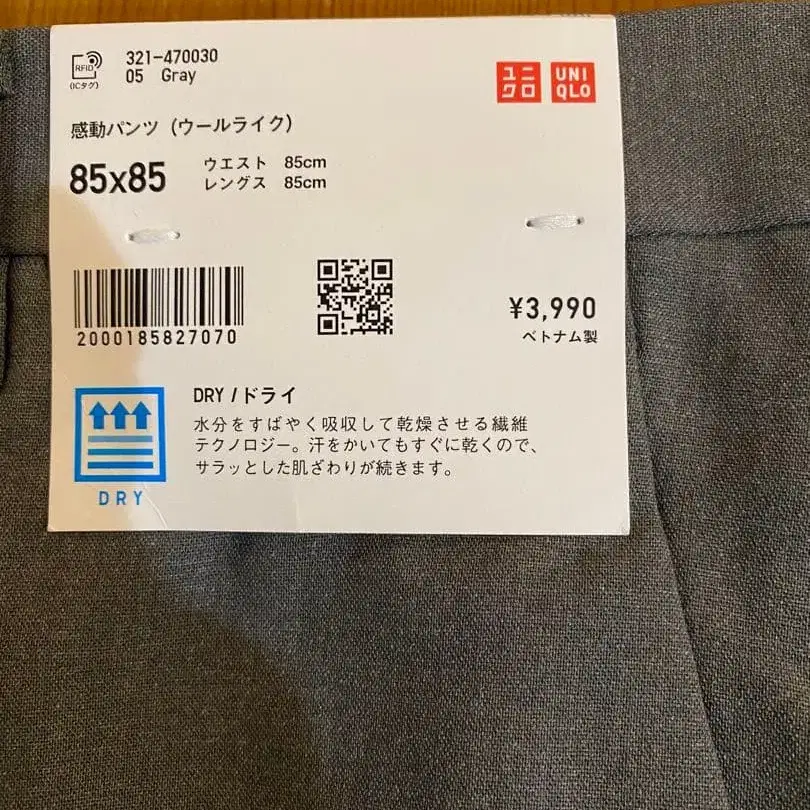 RFID
(ICタグ)
321-470030
05 Gray
ユニ
クロ
UNI
QLO
感動パンツ (ウールライク)
85x85
ウエスト 85cm
レングス 85cm
2000185827070
¥3,990
ベトナム製
DRY / ドライ
水分をすばやく吸収して乾燥させる繊維
テクノロジー。汗をかいてもすぐに乾くので、
サラッとした肌ざわりが続きます。
DRY